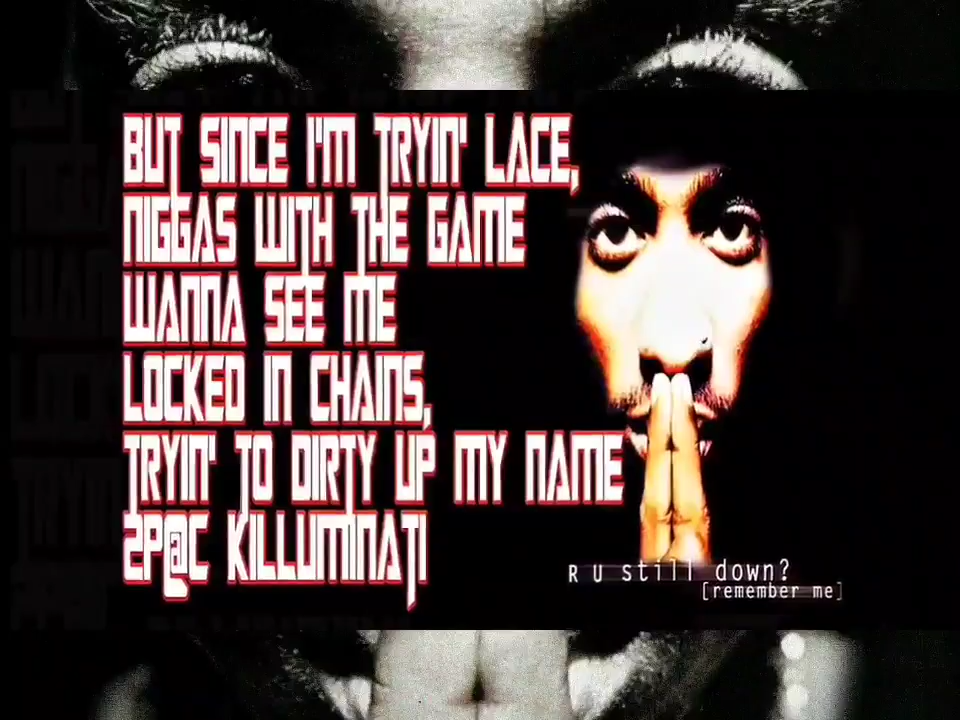 BUT SINCE I'M TRYIN' LACE,
NIGGAS WITH THE GAME
WANNA SEE ME
LOCKED IN CHAINS,
TRYIN' TO DIRTY UP MY NAME
2P@C KILLUMINATI
R U still down?
[remember me]